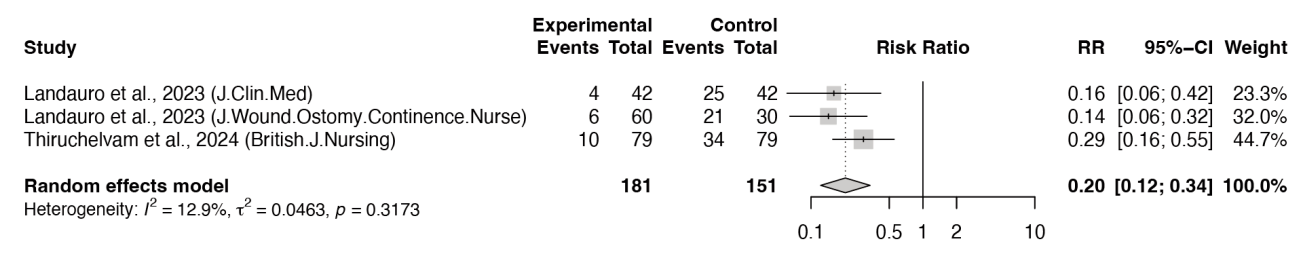 Experimental Control
Study Events Total Events Total Risk Ratio RR 95%−CI Weight
Landauro et al., 2023 (J.Clin.Med) 4 42 25 42 0.16 [0.06; 0.42] 23.3%
Landauro et al., 2023 (J.Wound.Ostomy.Continence.Nurse) 6 60 21 30 0.14 [0.06; 0.32] 32.0%
Thiruchelvam et al., 2024 (British.J.Nursing) 10 79 34 79 0.29 [0.16; 0.55] 44.7%
Random effects model 181 151 0.20 [0.12; 0.34] 100.0%
Heterogeneity: I² = 12.9%, τ² = 0.0463, p = 0.3173
0.1 0.5 1 2 10